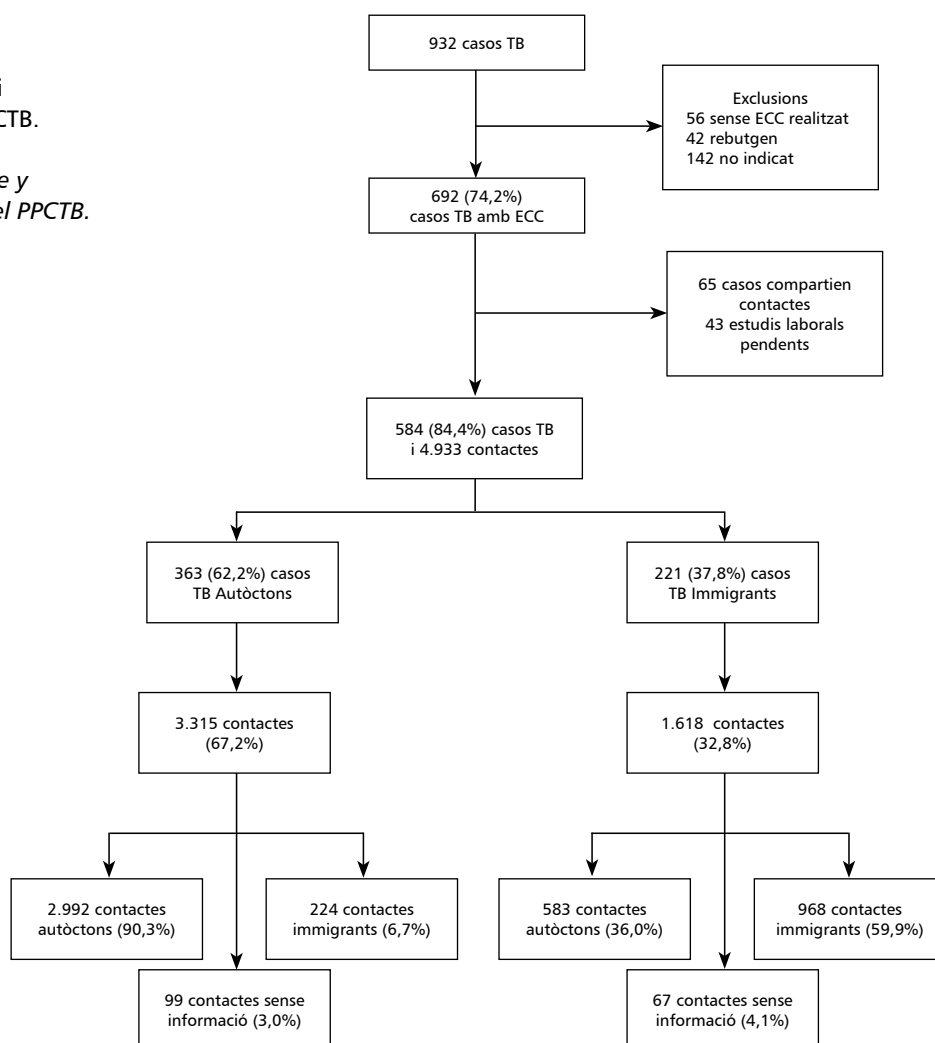 i
CTB.
e y
el PPCTB.
932 casos TB
Exclusions
56 sense ECC realitzat
42 rebutgen
142 no indicat
692 (74,2%)
casos TB amb ECC
65 casos compartien
contactes
43 estudis laborals
pendents
584 (84,4%) casos TB
i 4.933 contactes
363 (62,2%) casos
TB Autòctons
221 (37,8%) casos
TB Immigrants
3.315 contactes
(67,2%)
1.618 contactes
(32,8%)
2.992 contactes
autòctons (90,3%)
224 contactes
immigrants (6,7%)
583 contactes
autòctons (36,0%)
968 contactes
immigrants (59,9%)
99 contactes sense
informació (3,0%)
67 contactes sense
informació (4,1%)